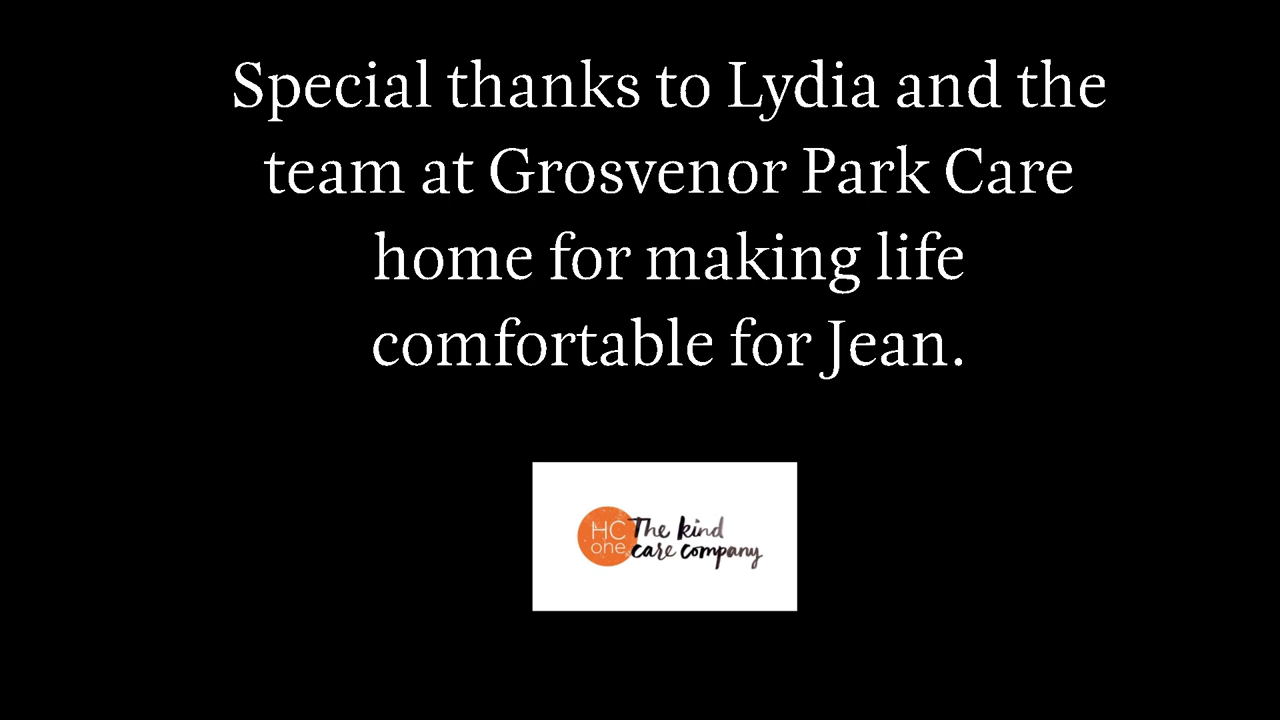 Special thanks to Lydia and the
team at Grosvenor Park Care
home for making life
comfortable for Jean.
HC The kind
one care company